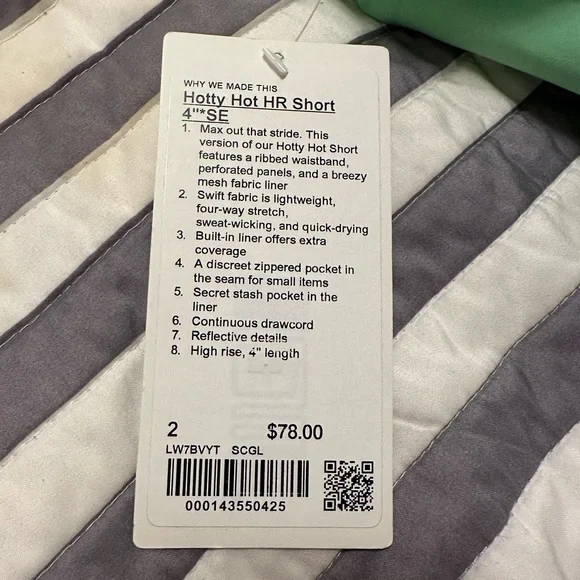 WHY WE MADE THIS
Hotty Hot HR Short
4"*SE
1. Max out that stride. This
version of our Hotty Hot Short
features a ribbed waistband,
perforated panels, and a breezy
mesh fabric liner
2. Swift fabric is lightweight,
four-way stretch,
sweat-wicking, and quick-drying
3. Built-in liner offers extra
coverage
4. A discreet zippered pocket in
the seam for small items
5. Secret stash pocket in the
liner
6. Continuous drawcord
7. Reflective details
8. High rise, 4" length
2 $78.00
LW7BVYT SCGL
000143550425